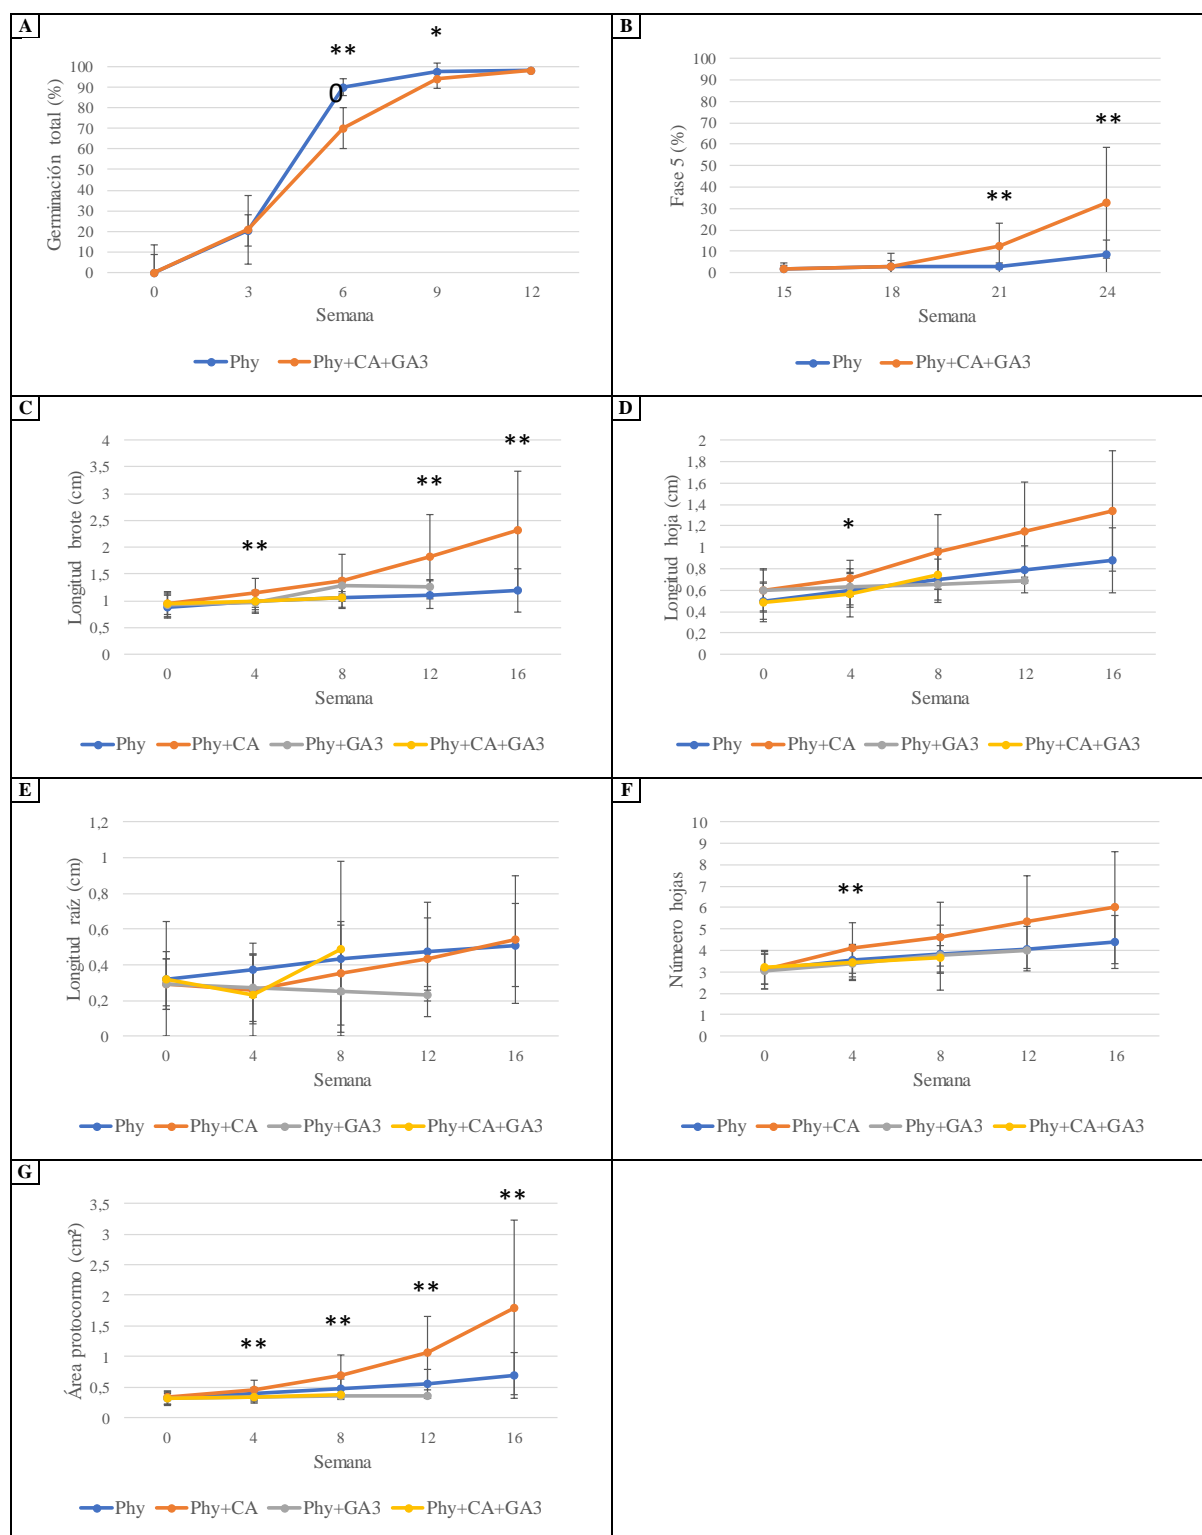 A
**
*
Germinación total (%)
100
90
80
70
60
50
40
30
20
10
0
0
0 3 6 9 12
Semana
Phy Phy+CA+GA3
B
**
**
Fase 5 (%)
100
90
80
70
60
50
40
30
20
10
0
15 18 21 24
Semana
Phy Phy+CA+GA3
C
**
**
**
Longitud brote (cm)
4
3,5
3
2,5
2
1,5
1
0,5
0
0 4 8 12 16
Semana
Phy Phy+CA Phy+GA3 Phy+CA+GA3
D
*
Longitud hoja (cm)
2
1,8
1,6
1,4
1,2
1
0,8
0,6
0,4
0,2
0
0 4 8 12 16
Semana
Phy Phy+CA Phy+GA3 Phy+CA+GA3
E
Longitud raíz (cm)
1,2
1
0,8
0,6
0,4
0,2
0
0 4 8 12 16
Semana
Phy Phy+CA Phy+GA3 Phy+CA+GA3
F
**
Númeero hojas
10
9
8
7
6
5
4
3
2
1
0
0 4 8 12 16
Semana
Phy Phy+CA Phy+GA3 Phy+CA+GA3
G
**
**
**
**
Área protocormo (cm²)
3,5
3
2,5
2
1,5
1
0,5
0
0 4 8 12 16
Semana
Phy Phy+CA Phy+GA3 Phy+CA+GA3